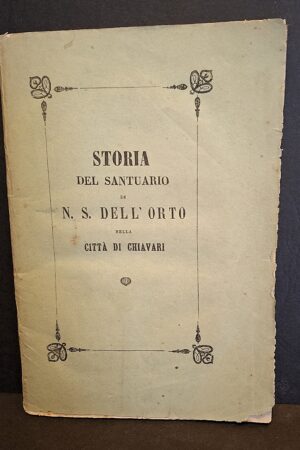 STORIA
DEL SANTUARIO
DI
N. S. DELL' ORTO
NELLA
CITTÀ DI CHIAVARI